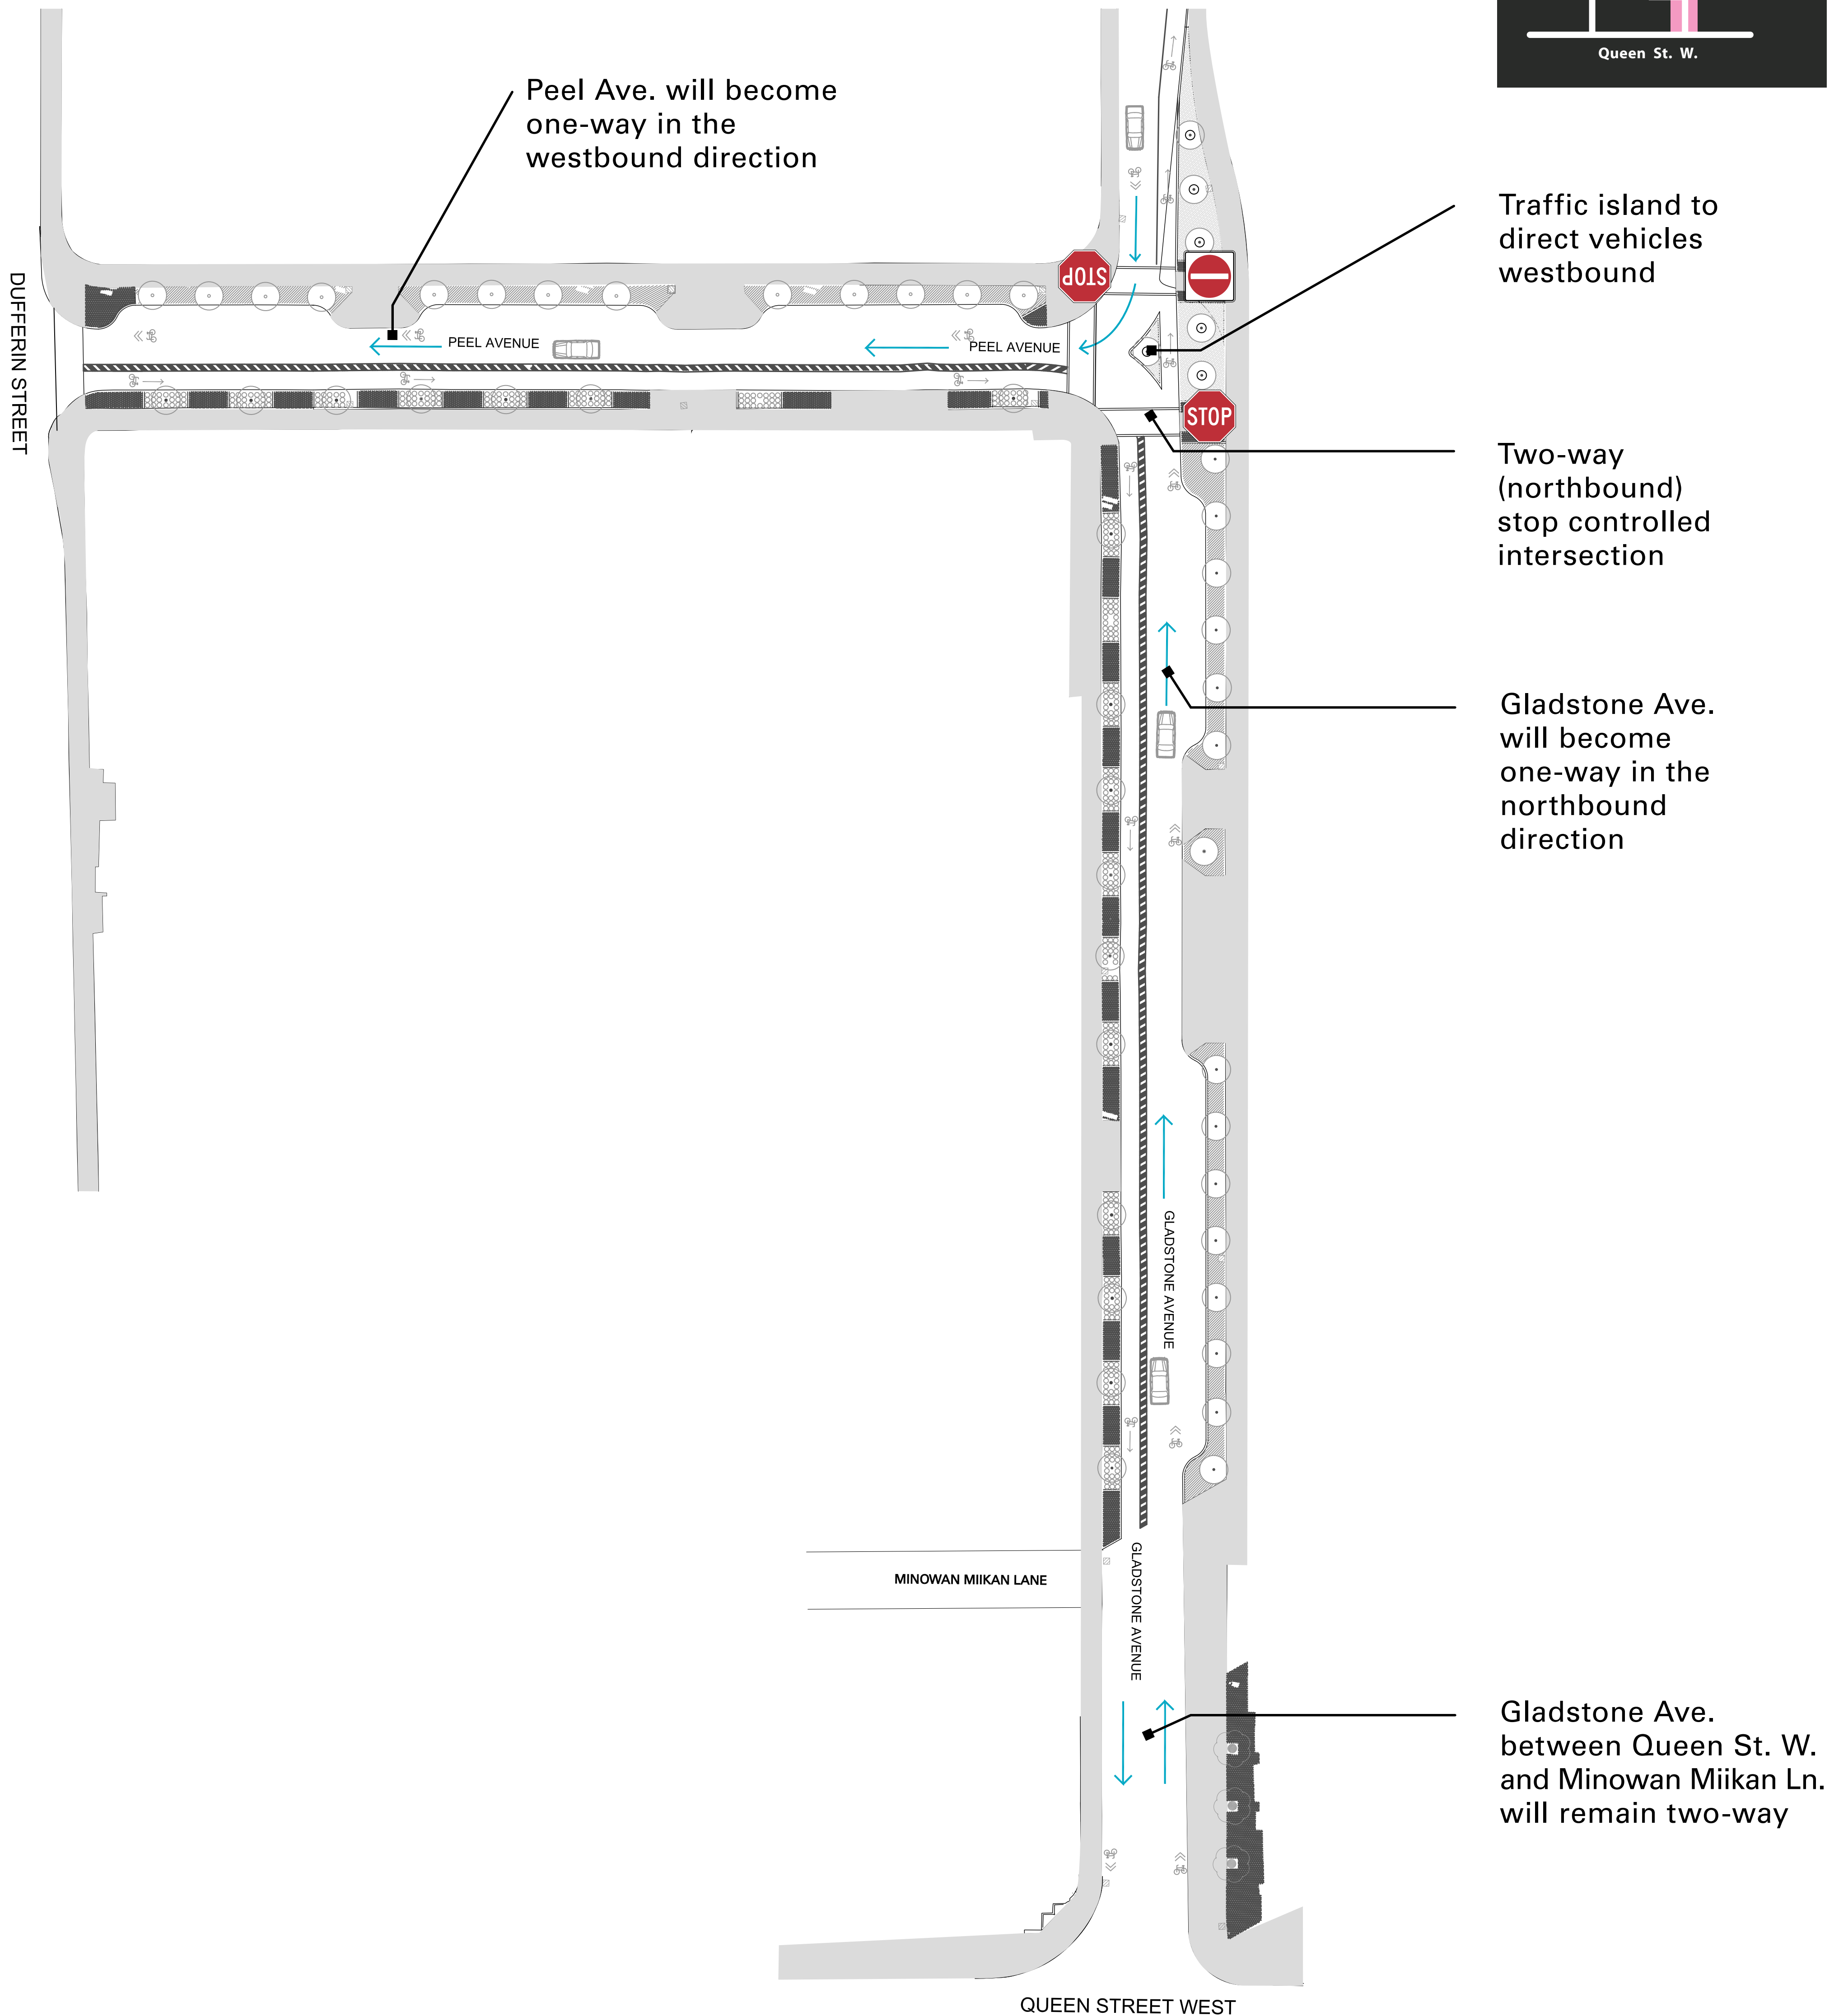 Queen St. W.
Peel Ave. will become
one-way in the
westbound direction
Traffic island to
direct vehicles
westbound
STOP
DUFFERIN STREET
PEEL AVENUE
PEEL AVENUE
STOP
Two-way
(northbound)
stop controlled
intersection
Gladstone Ave.
will become
one-way in the
northbound
direction
GLADSTONE AVENUE
MINOWAN MIIKAN LANE
GLADSTONE AVENUE
Gladstone Ave.
between Queen St. W.
and Minowan Miikan Ln.
will remain two-way
QUEEN STREET WEST